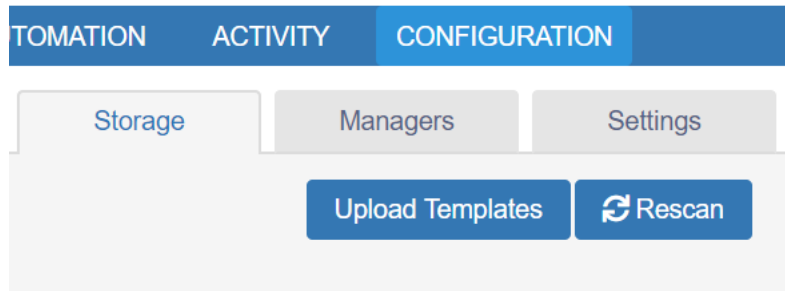 TOMATION ACTIVITY CONFIGURATION
Storage Managers Settings
Upload Templates Rescan